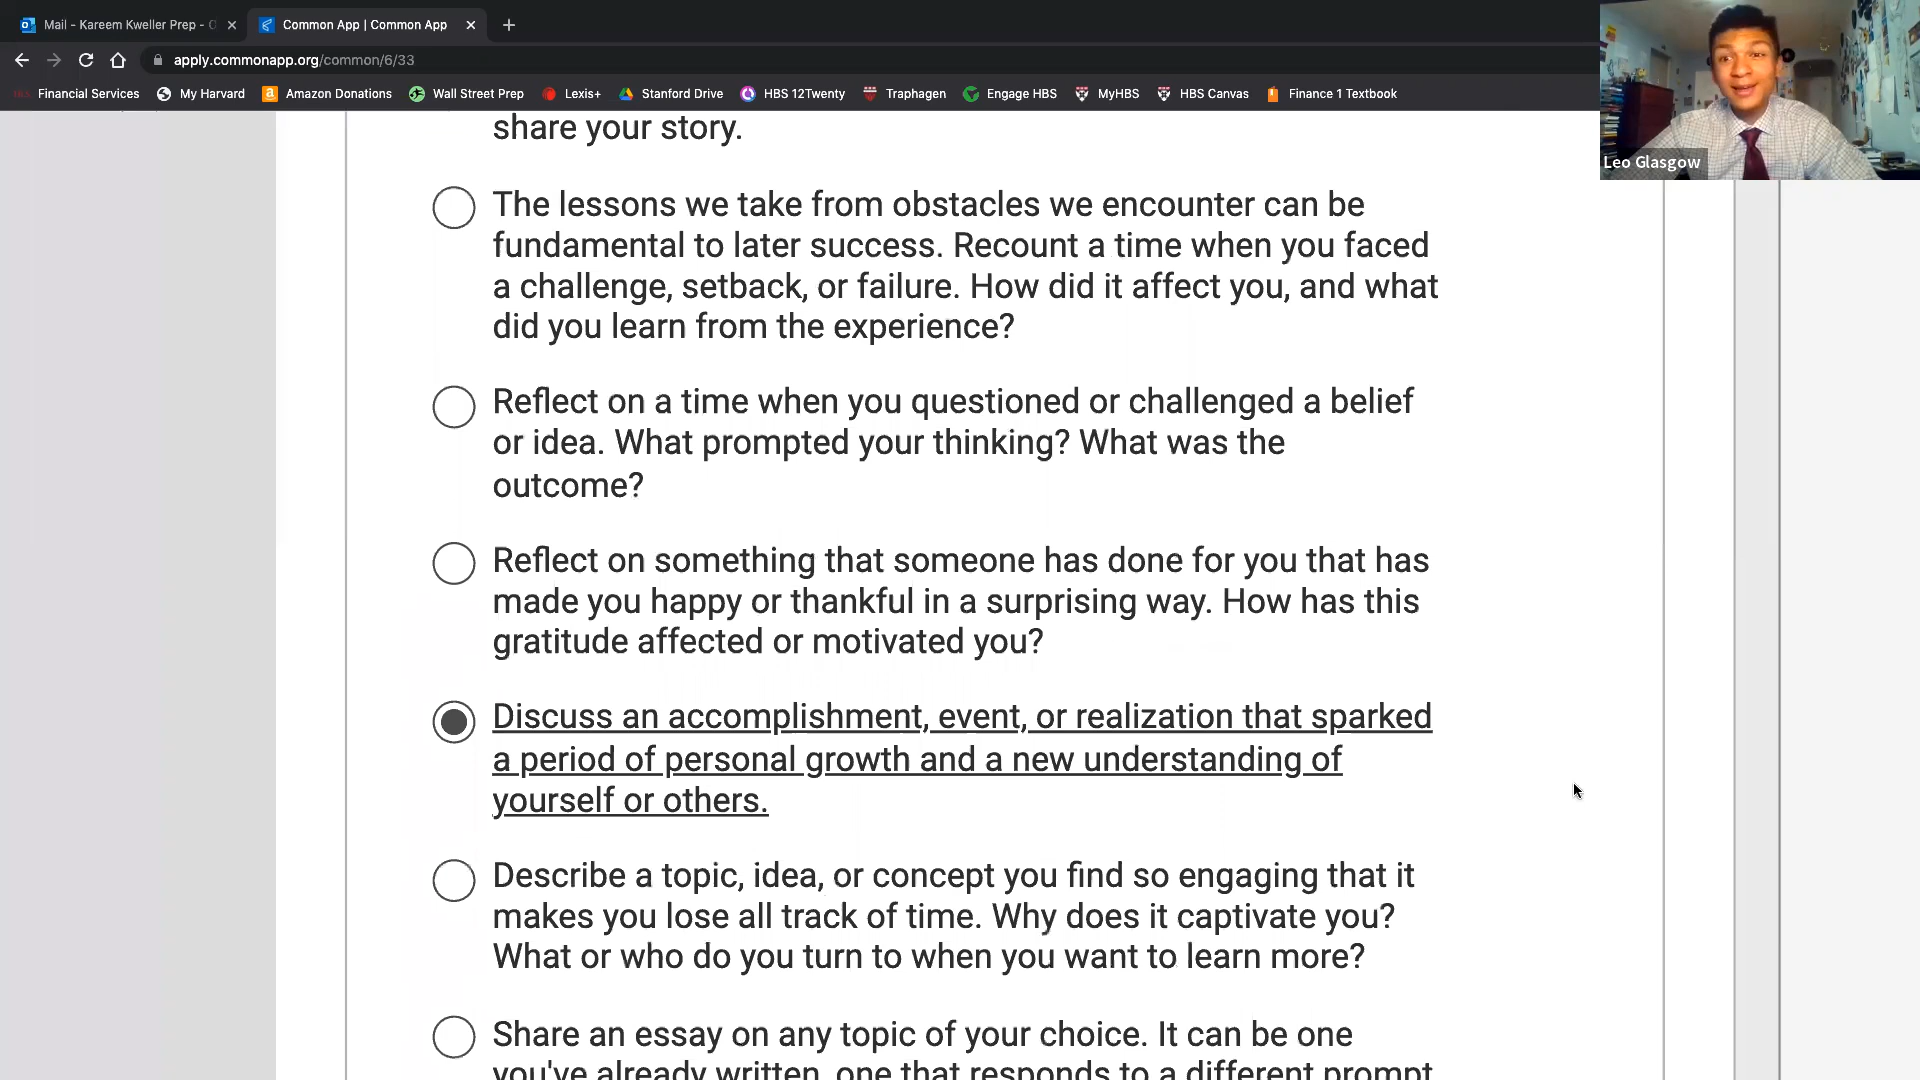 Mail - Kareem Kweller Prep -
Common App | Common App
apply.commonapp.org/common/6/33
Financial Services
My Harvard
Amazon Donations
Wall Street Prep
Lexis+
Stanford Drive
HBS 12Twenty
Traphagen
Engage HBS
MyHBS
HBS Canvas
Finance 1 Textbook
Leo Glasgow
share your story.
The lessons we take from obstacles we encounter can be
fundamental to later success. Recount a time when you faced
a challenge, setback, or failure. How did it affect you, and what
did you learn from the experience?
Reflect on a time when you questioned or challenged a belief
or idea. What prompted your thinking? What was the
outcome?
Reflect on something that someone has done for you that has
made you happy or thankful in a surprising way. How has this
gratitude affected or motivated you?
Discuss an accomplishment, event, or realization that sparked
a period of personal growth and a new understanding of
yourself or others.
Describe a topic, idea, or concept you find so engaging that it
makes you lose all track of time. Why does it captivate you?
What or who do you turn to when you want to learn more?
Share an essay on any topic of your choice. It can be one
you've already written, one that responds to a different prompt